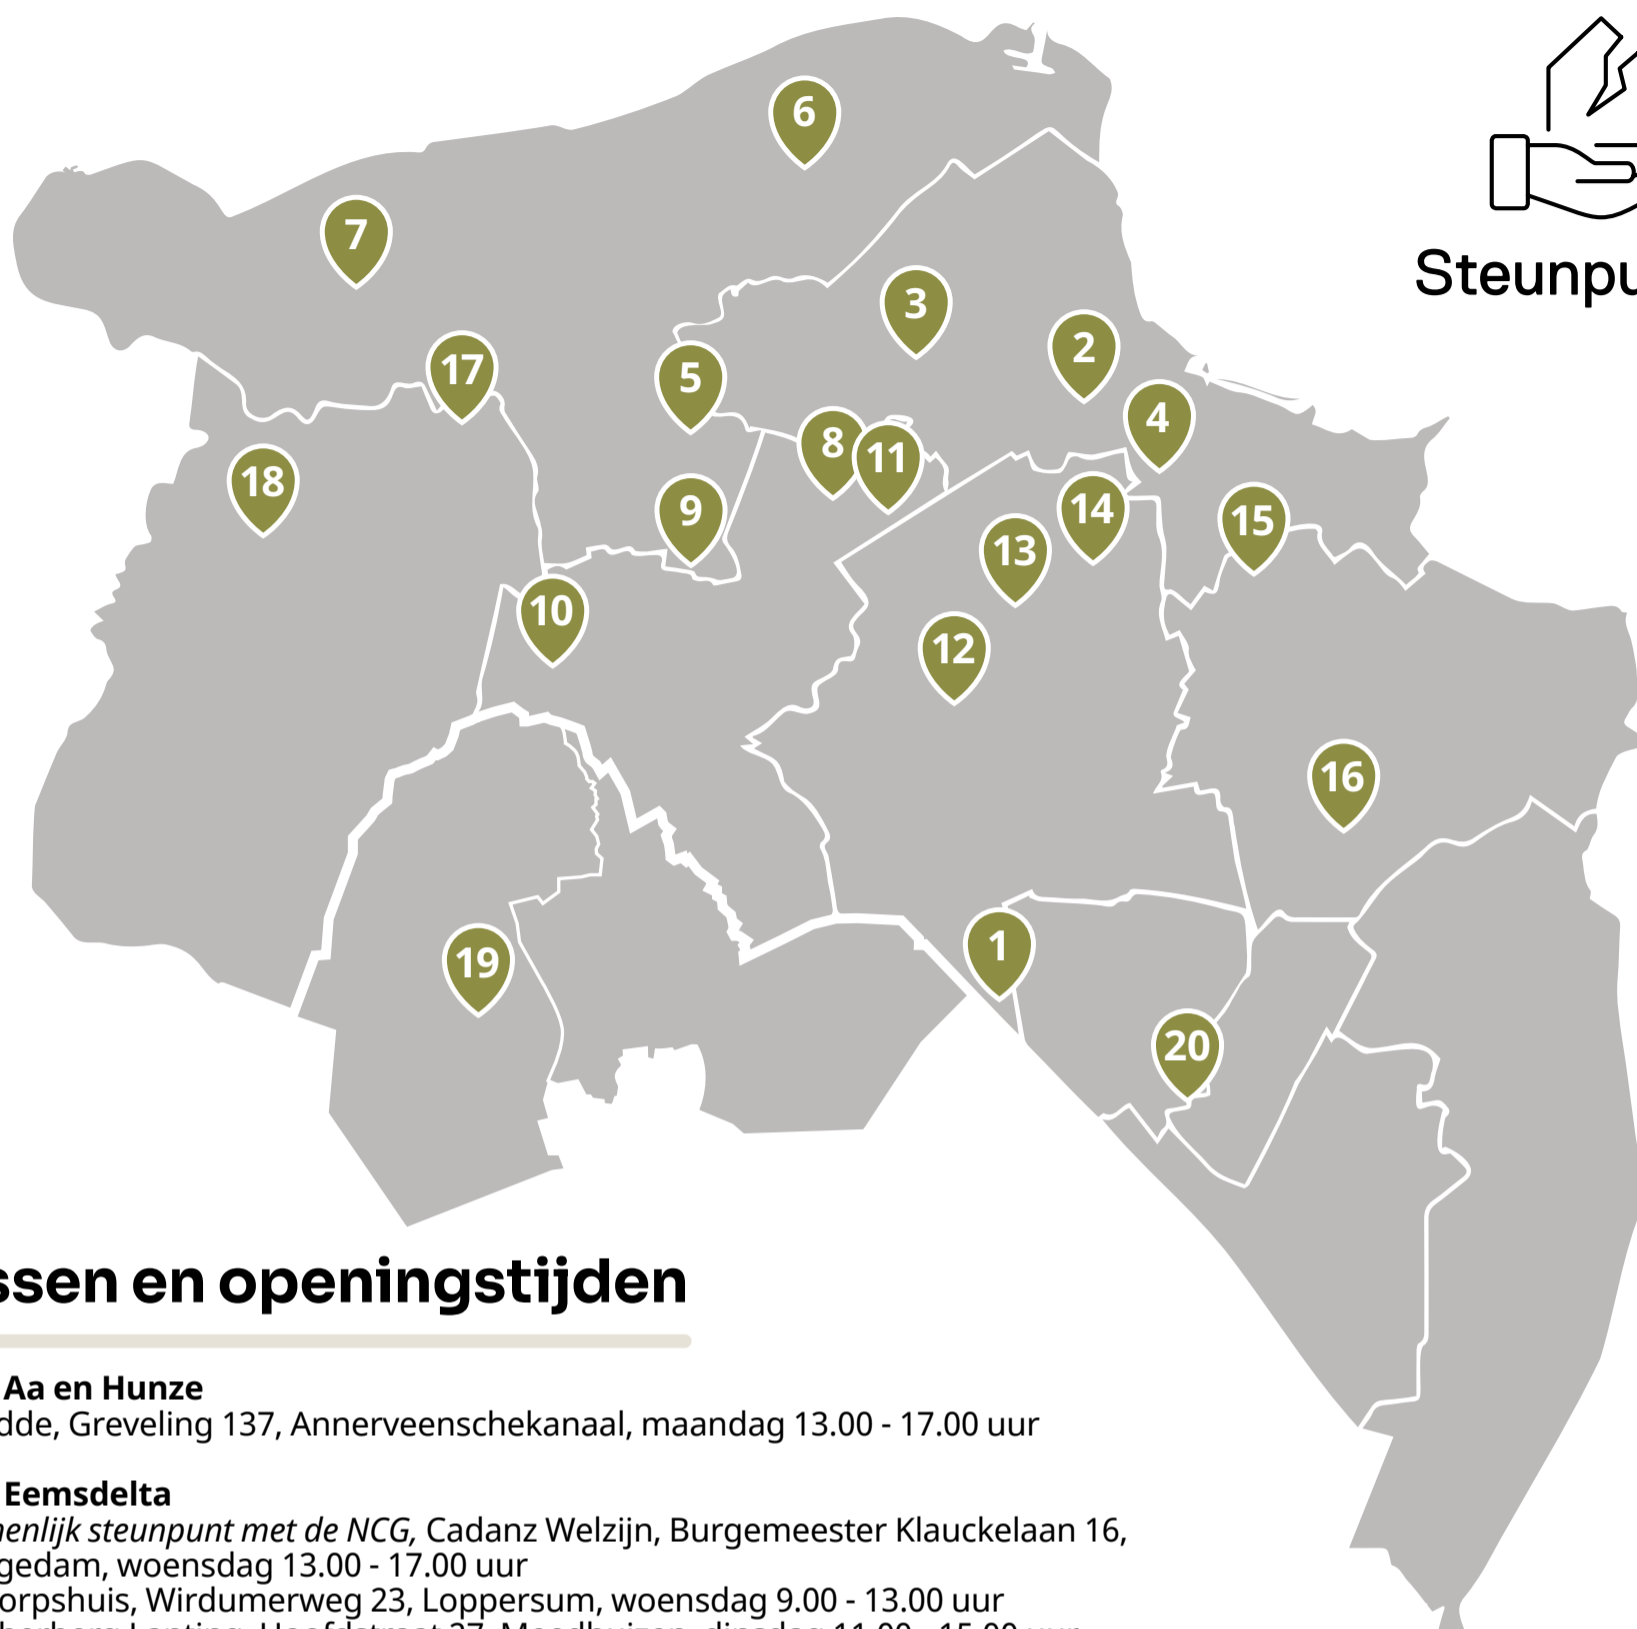 6
7
3
2
17
5
4
8
11
18
9
14
15
13
10
12
16
1
19
20
Steunpu
ssen en openingstijden
Aa en Hunze
dde, Greveling 137, Annerveenschekanaal, maandag 13.00 - 17.00 uur
Eemsdelta
enlijk steunpunt met de NCG, Cadanz Welzijn, Burgemeester Klauckelaan 16,
gedam, woensdag 13.00 - 17.00 uur
orpshuis, Wirdumerweg 23, Loppersum, woensdag 9.00 - 13.00 uur